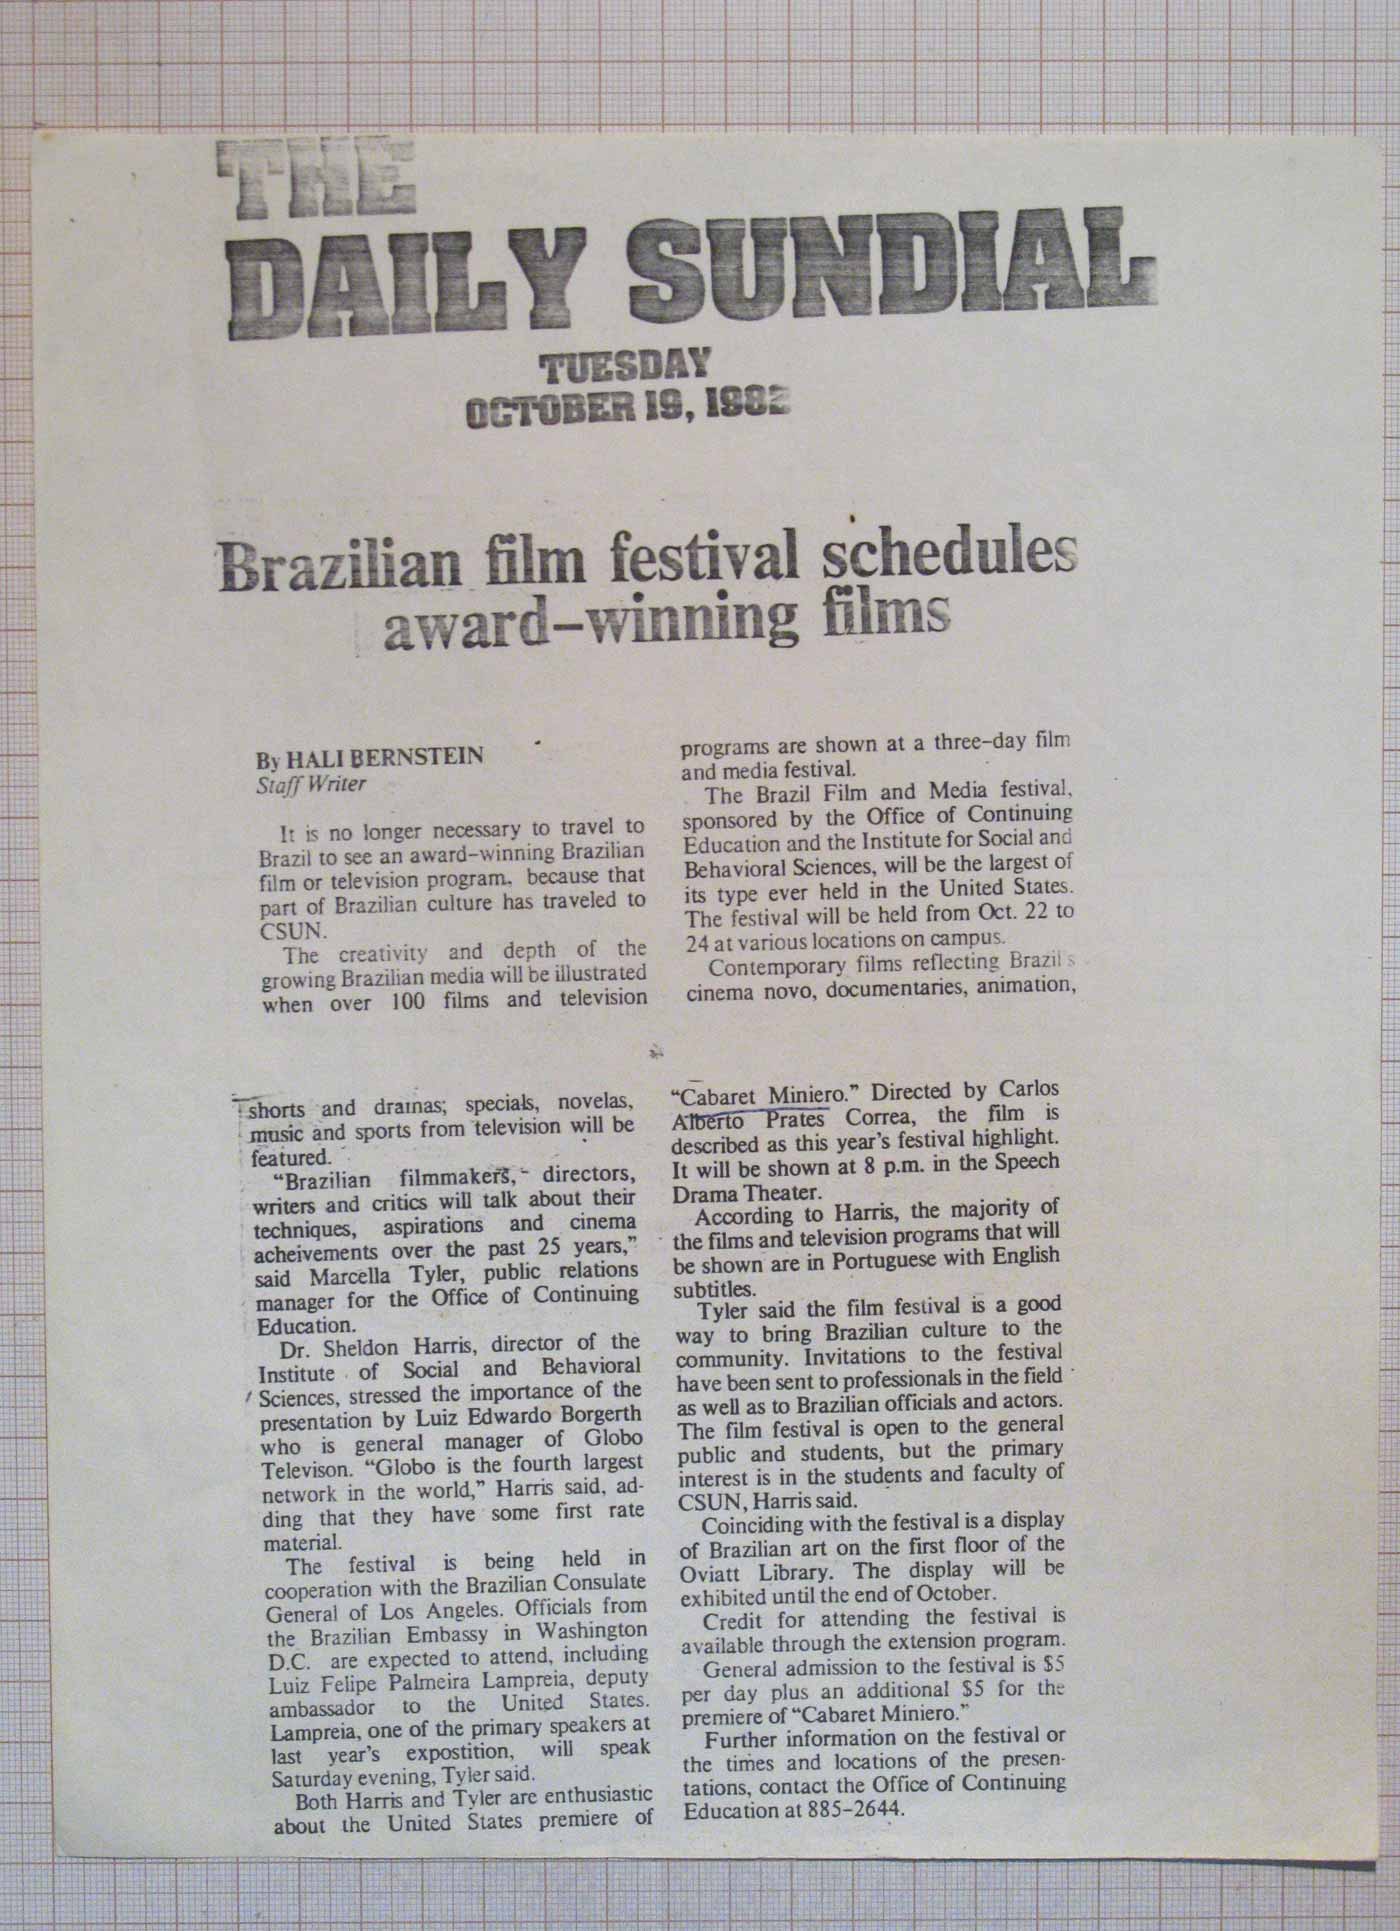 THE
DAILY SUNDIAL
TUESDAY
OCTOBER 19, 1982
Brazilian film festival schedules
award–winning films
By HALI BERNSTEIN
Staff Writer
It is no longer necessary to travel to
Brazil to see an award–winning Brazilian
film or television program, because that
part of Brazilian culture has traveled to
CSUN.
The creativity and depth of the
growing Brazilian media will be illustrated
when over 100 films and television
programs are shown at a three–day film
and media festival.
The Brazil Film and Media festival,
sponsored by the Office of Continuing
Education and the Institute for Social and
Behavioral Sciences, will be the largest of
its type ever held in the United States.
The festival will be held from Oct. 22 to
24 at various locations on campus.
Contemporary films reflecting Brazil's
cinema novo, documentaries, animation,
shorts and dramas; specials, novelas,
music and sports from television will be
featured.
“Brazilian filmmakers, directors,
writers and critics will talk about their
techniques, aspirations and cinema
acheivements over the past 25 years,”
said Marcella Tyler, public relations
manager for the Office of Continuing
Education.
Dr. Sheldon Harris, director of the
Institute of Social and Behavioral
Sciences, stressed the importance of the
presentation by Luiz Edwardo Borgerth
who is general manager of Globo
Televison. “Globo is the fourth largest
network in the world,” Harris said, ad-
ding that they have some first rate
material.
The festival is being held in
cooperation with the Brazilian Consulate
General of Los Angeles. Officials from
the Brazilian Embassy in Washington
D.C. are expected to attend, including
Luiz Felipe Palmeira Lampreia, deputy
ambassador to the United States.
Lampreia, one of the primary speakers at
last year's expostition, will speak
Saturday evening, Tyler said.
Both Harris and Tyler are enthusiastic
about the United States premiere of
“Cabaret Miniero.” Directed by Carlos
Alberto Prates Correa, the film is
described as this year's festival highlight.
It will be shown at 8 p.m. in the Speech
Drama Theater.
According to Harris, the majority of
the films and television programs that will
be shown are in Portuguese with English
subtitles.
Tyler said the film festival is a good
way to bring Brazilian culture to the
community. Invitations to the festival
have been sent to professionals in the field
as well as to Brazilian officials and actors.
The film festival is open to the general
public and students, but the primary
interest is in the students and faculty of
CSUN, Harris said.
Coinciding with the festival is a display
of Brazilian art on the first floor of the
Oviatt Library. The display will be
exhibited until the end of October.
Credit for attending the festival is
available through the extension program.
General admission to the festival is $5
per day plus an additional $5 for the
premiere of “Cabaret Miniero.”
Further information on the festival or
the times and locations of the presen-
tations, contact the Office of Continuing
Education at 885–2644.